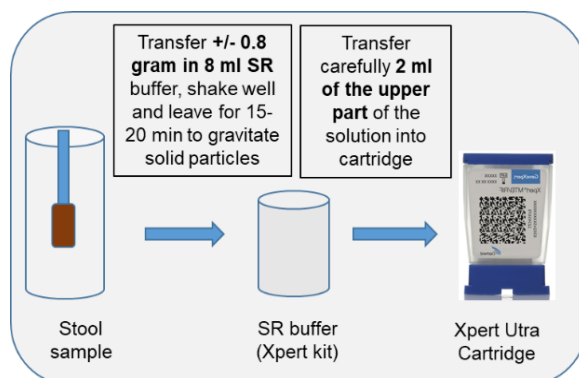 Transfer +/- 0.8
gram in 8 ml SR
buffer, shake well
and leave for 15-
20 min to gravitate
solid particles
Transfer
carefully 2 ml
of the upper
part of the
solution into
cartridge
Stool
sample
SR buffer
(Xpert kit)
Xpert Utra
Cartridge